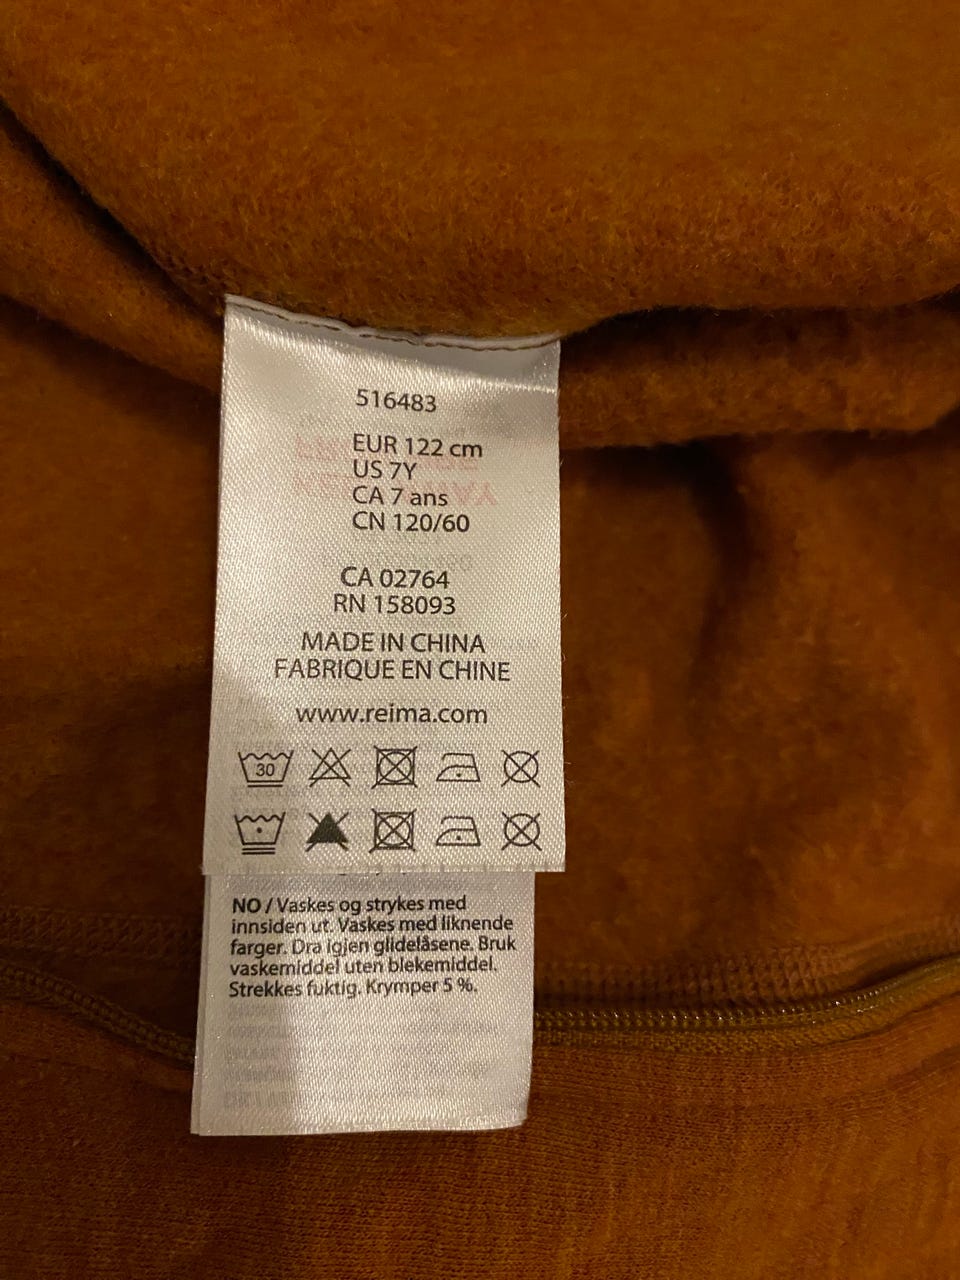 516483
EUR 122 cm
US 7Y
CA 7 ans
CN 120/60
CA 02764
RN 158093
MADE IN CHINA
FABRIQUE EN CHINE
www.reima.com
30
NO / Vaskes og strykes med
innsiden ut. Vaskes med liknende
farger. Dra igjen glidelåsene. Bruk
vaskemiddel uten blekemiddel.
Strekkes fuktig. Krymper 5 %.